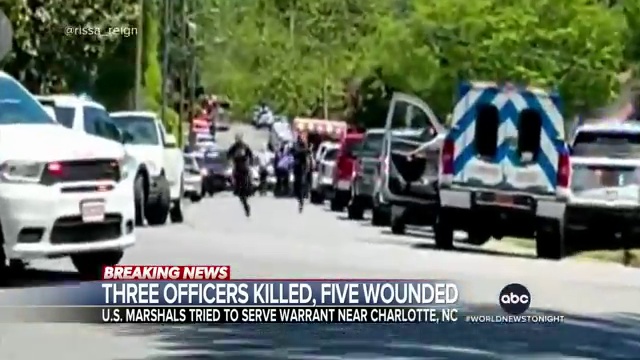 @rissa_reign
BREAKING NEWS
THREE OFFICERS KILLED, FIVE WOUNDED
abc
U.S. MARSHALS TRIED TO SERVE WARRANT NEAR CHARLOTTE, NC
#WORLDNEWSTONIGHT